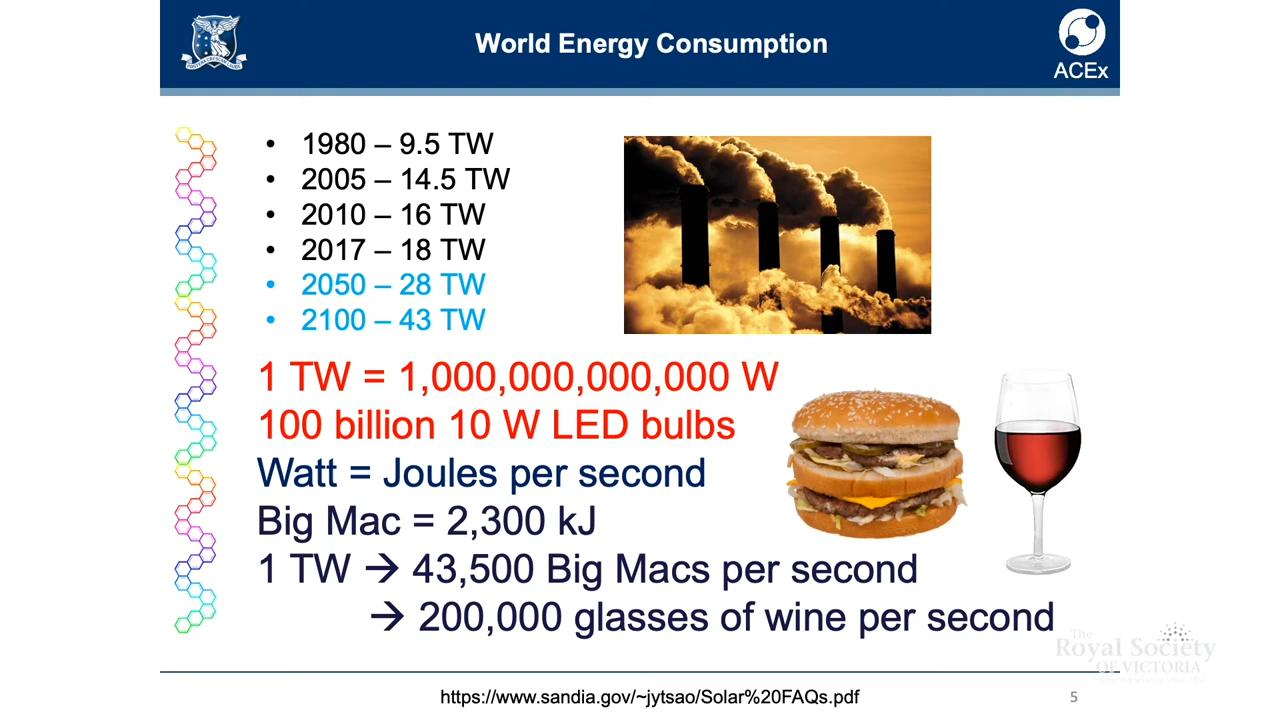 World Energy Consumption
ACEx
• 1980 – 9.5 TW
• 2005 – 14.5 TW
• 2010 – 16 TW
• 2017 – 18 TW
• 2050 – 28 TW
• 2100 – 43 TW
1 TW = 1,000,000,000,000 W
100 billion 10 W LED bulbs
Watt = Joules per second
Big Mac = 2,300 kJ
1 TW → 43,500 Big Macs per second
→ 200,000 glasses of wine per second
The
Royal Society
OF VICTORIA
https://www.sandia.gov/~jytsao/Solar%20FAQs.pdf
5